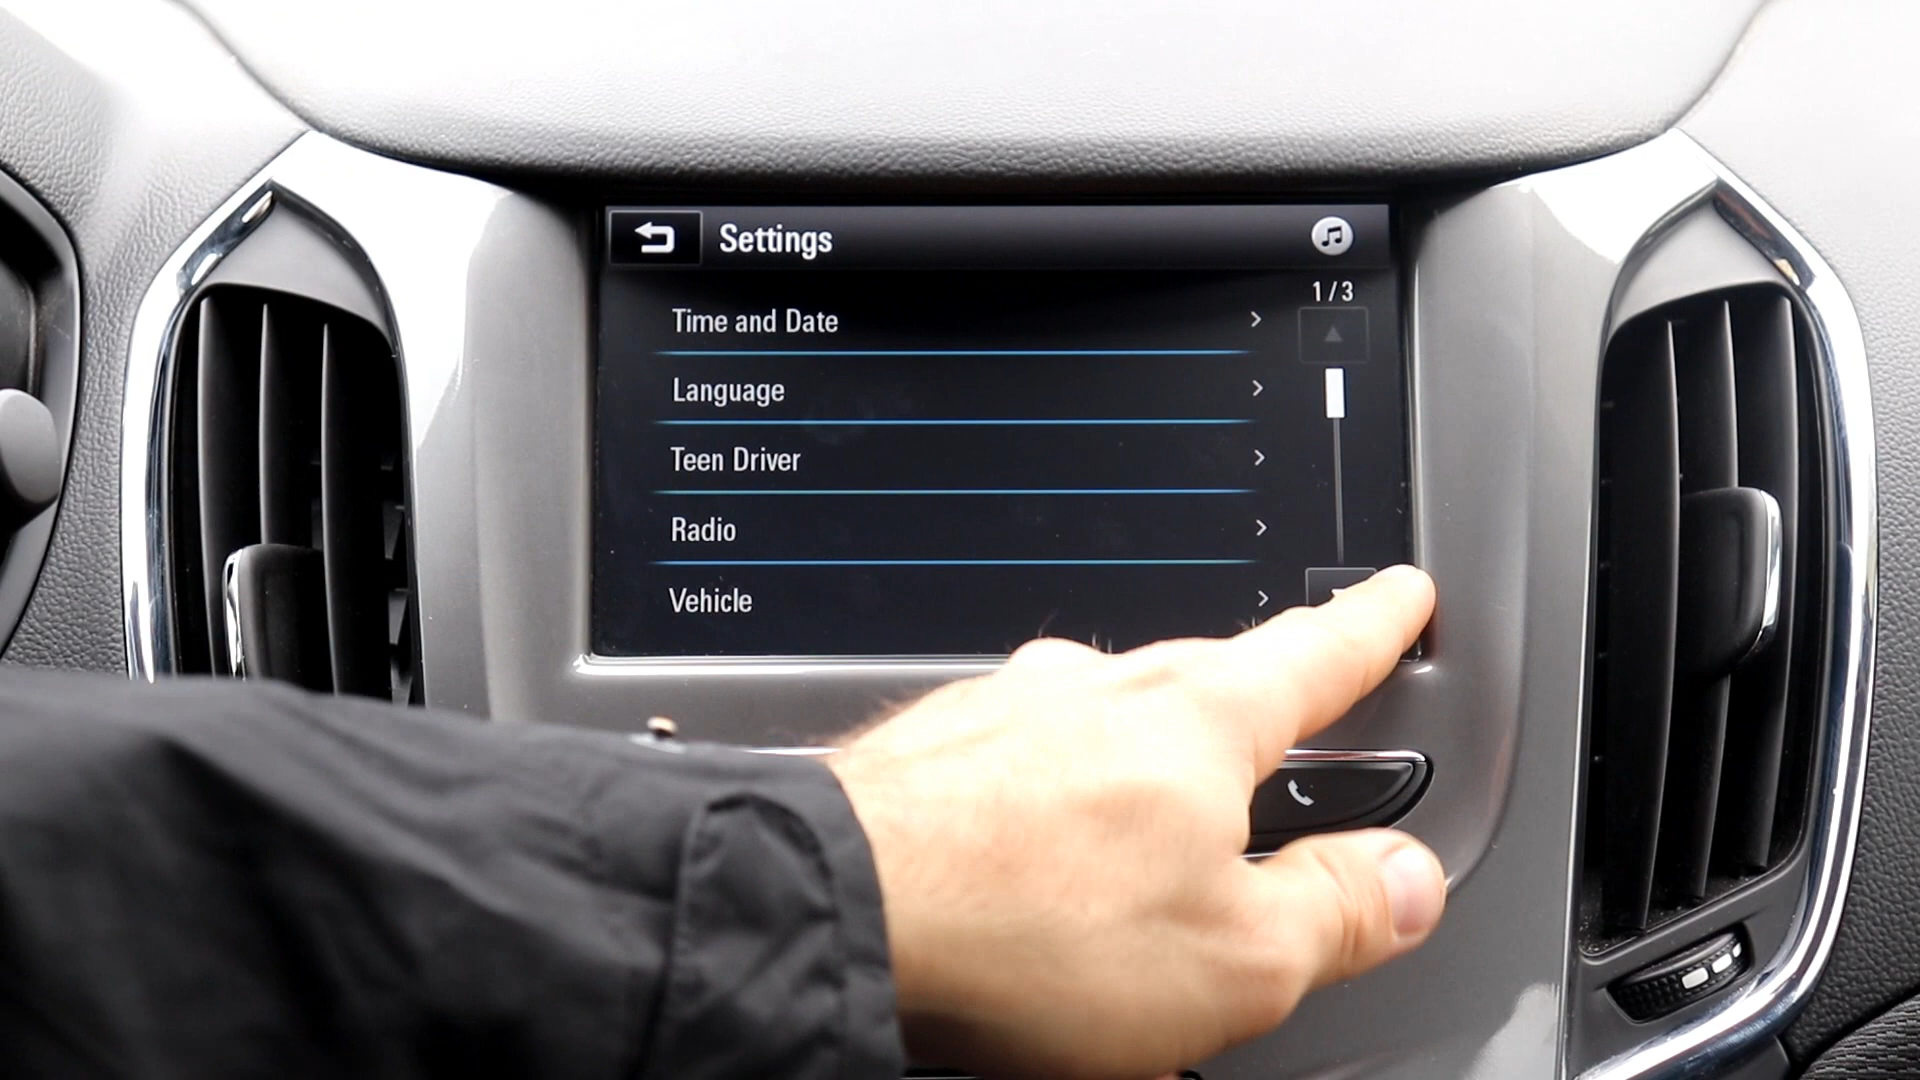 Settings
1 / 3
Time and Date
Language
Teen Driver
Radio
Vehicle